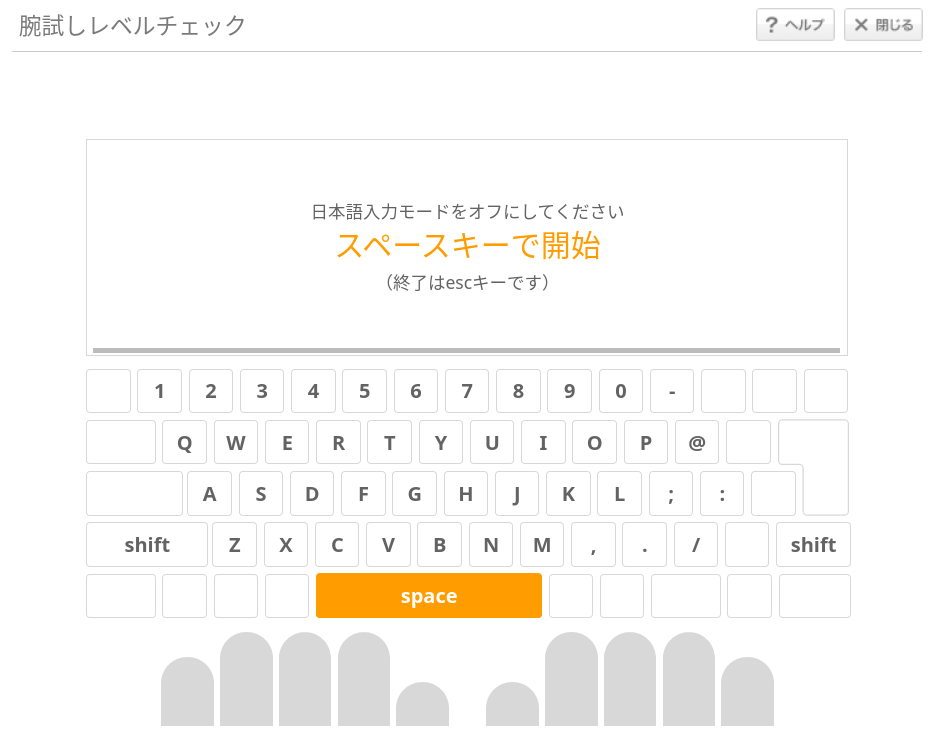 腕試しレベルチェック
? ヘルプ
× 閉じる
日本語入力モードをオフにしてください
スペースキーで開始
（終了はescキーです）
1 2 3 4 5 6 7 8 9 0 -
Q W E R T Y U I O P @
A S D F G H J K L ; :
shift Z X C V B N M , . / shift
space